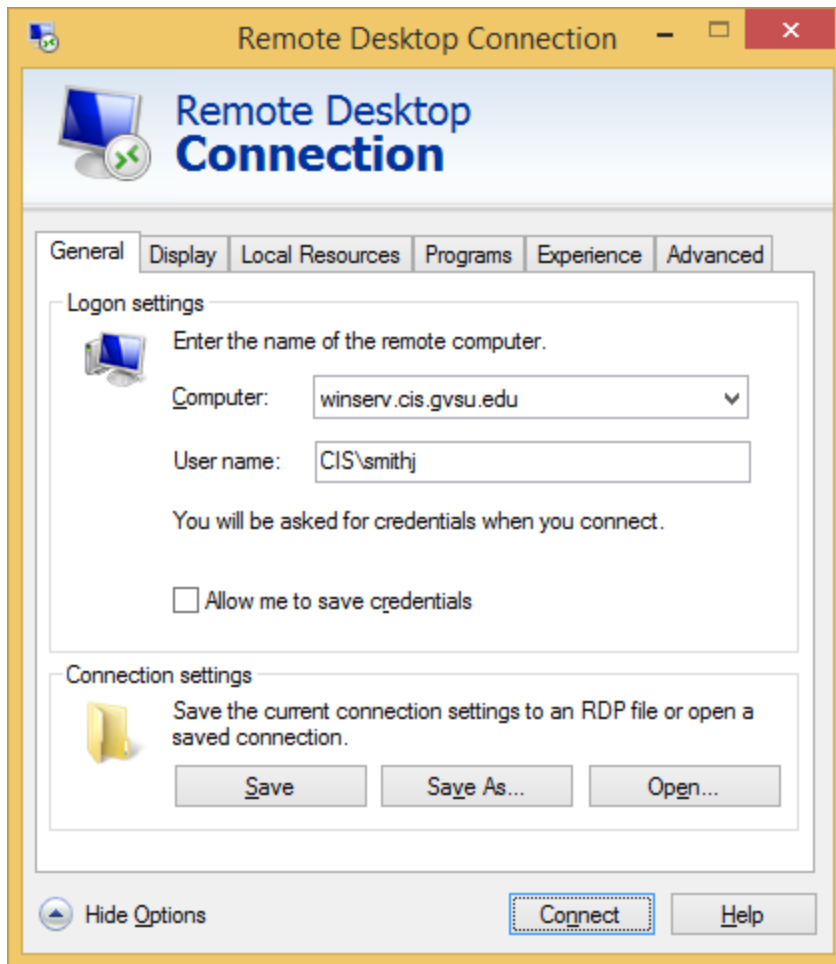 Remote Desktop Connection
Remote Desktop
Connection
General Display Local Resources Programs Experience Advanced
Logon settings
Enter the name of the remote computer.
Computer: winserv.cis.gvsu.edu
User name: CIS\smithj
You will be asked for credentials when you connect.
Allow me to save credentials
Connection settings
Save the current connection settings to an RDP file or open a
saved connection.
Save Save As... Open...
Hide Options Connect Help